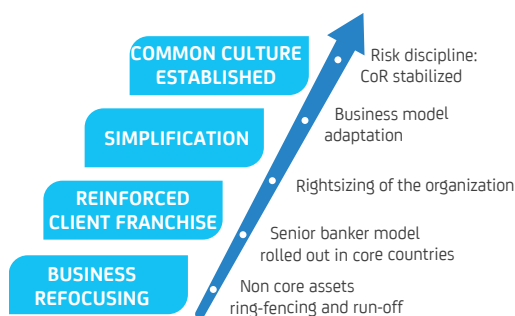 COMMON CULTURE
ESTABLISHED
Risk discipline:
CoR stabilized
SIMPLIFICATION
Business model
adaptation
REINFORCED
CLIENT FRANCHISE
Rightsizing of the organization
Senior banker model
rolled out in core countries
BUSINESS
REFOCUSING
Non core assets
ring-fencing and run-off